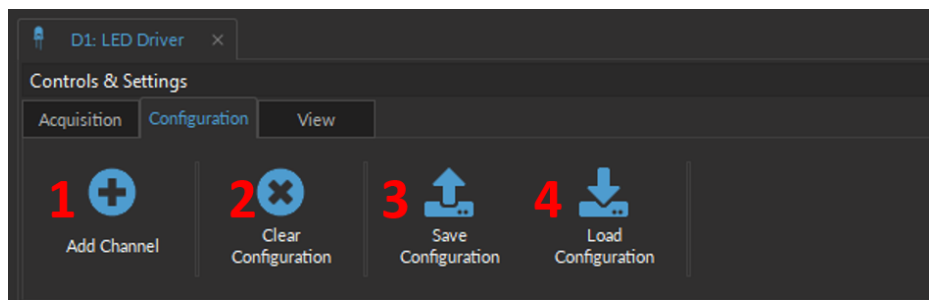 D1: LED Driver ×
Controls & Settings
Acquisition Configuration View
1 2 3 4
Add Channel
Clear
Configuration
Save
Configuration
Load
Configuration